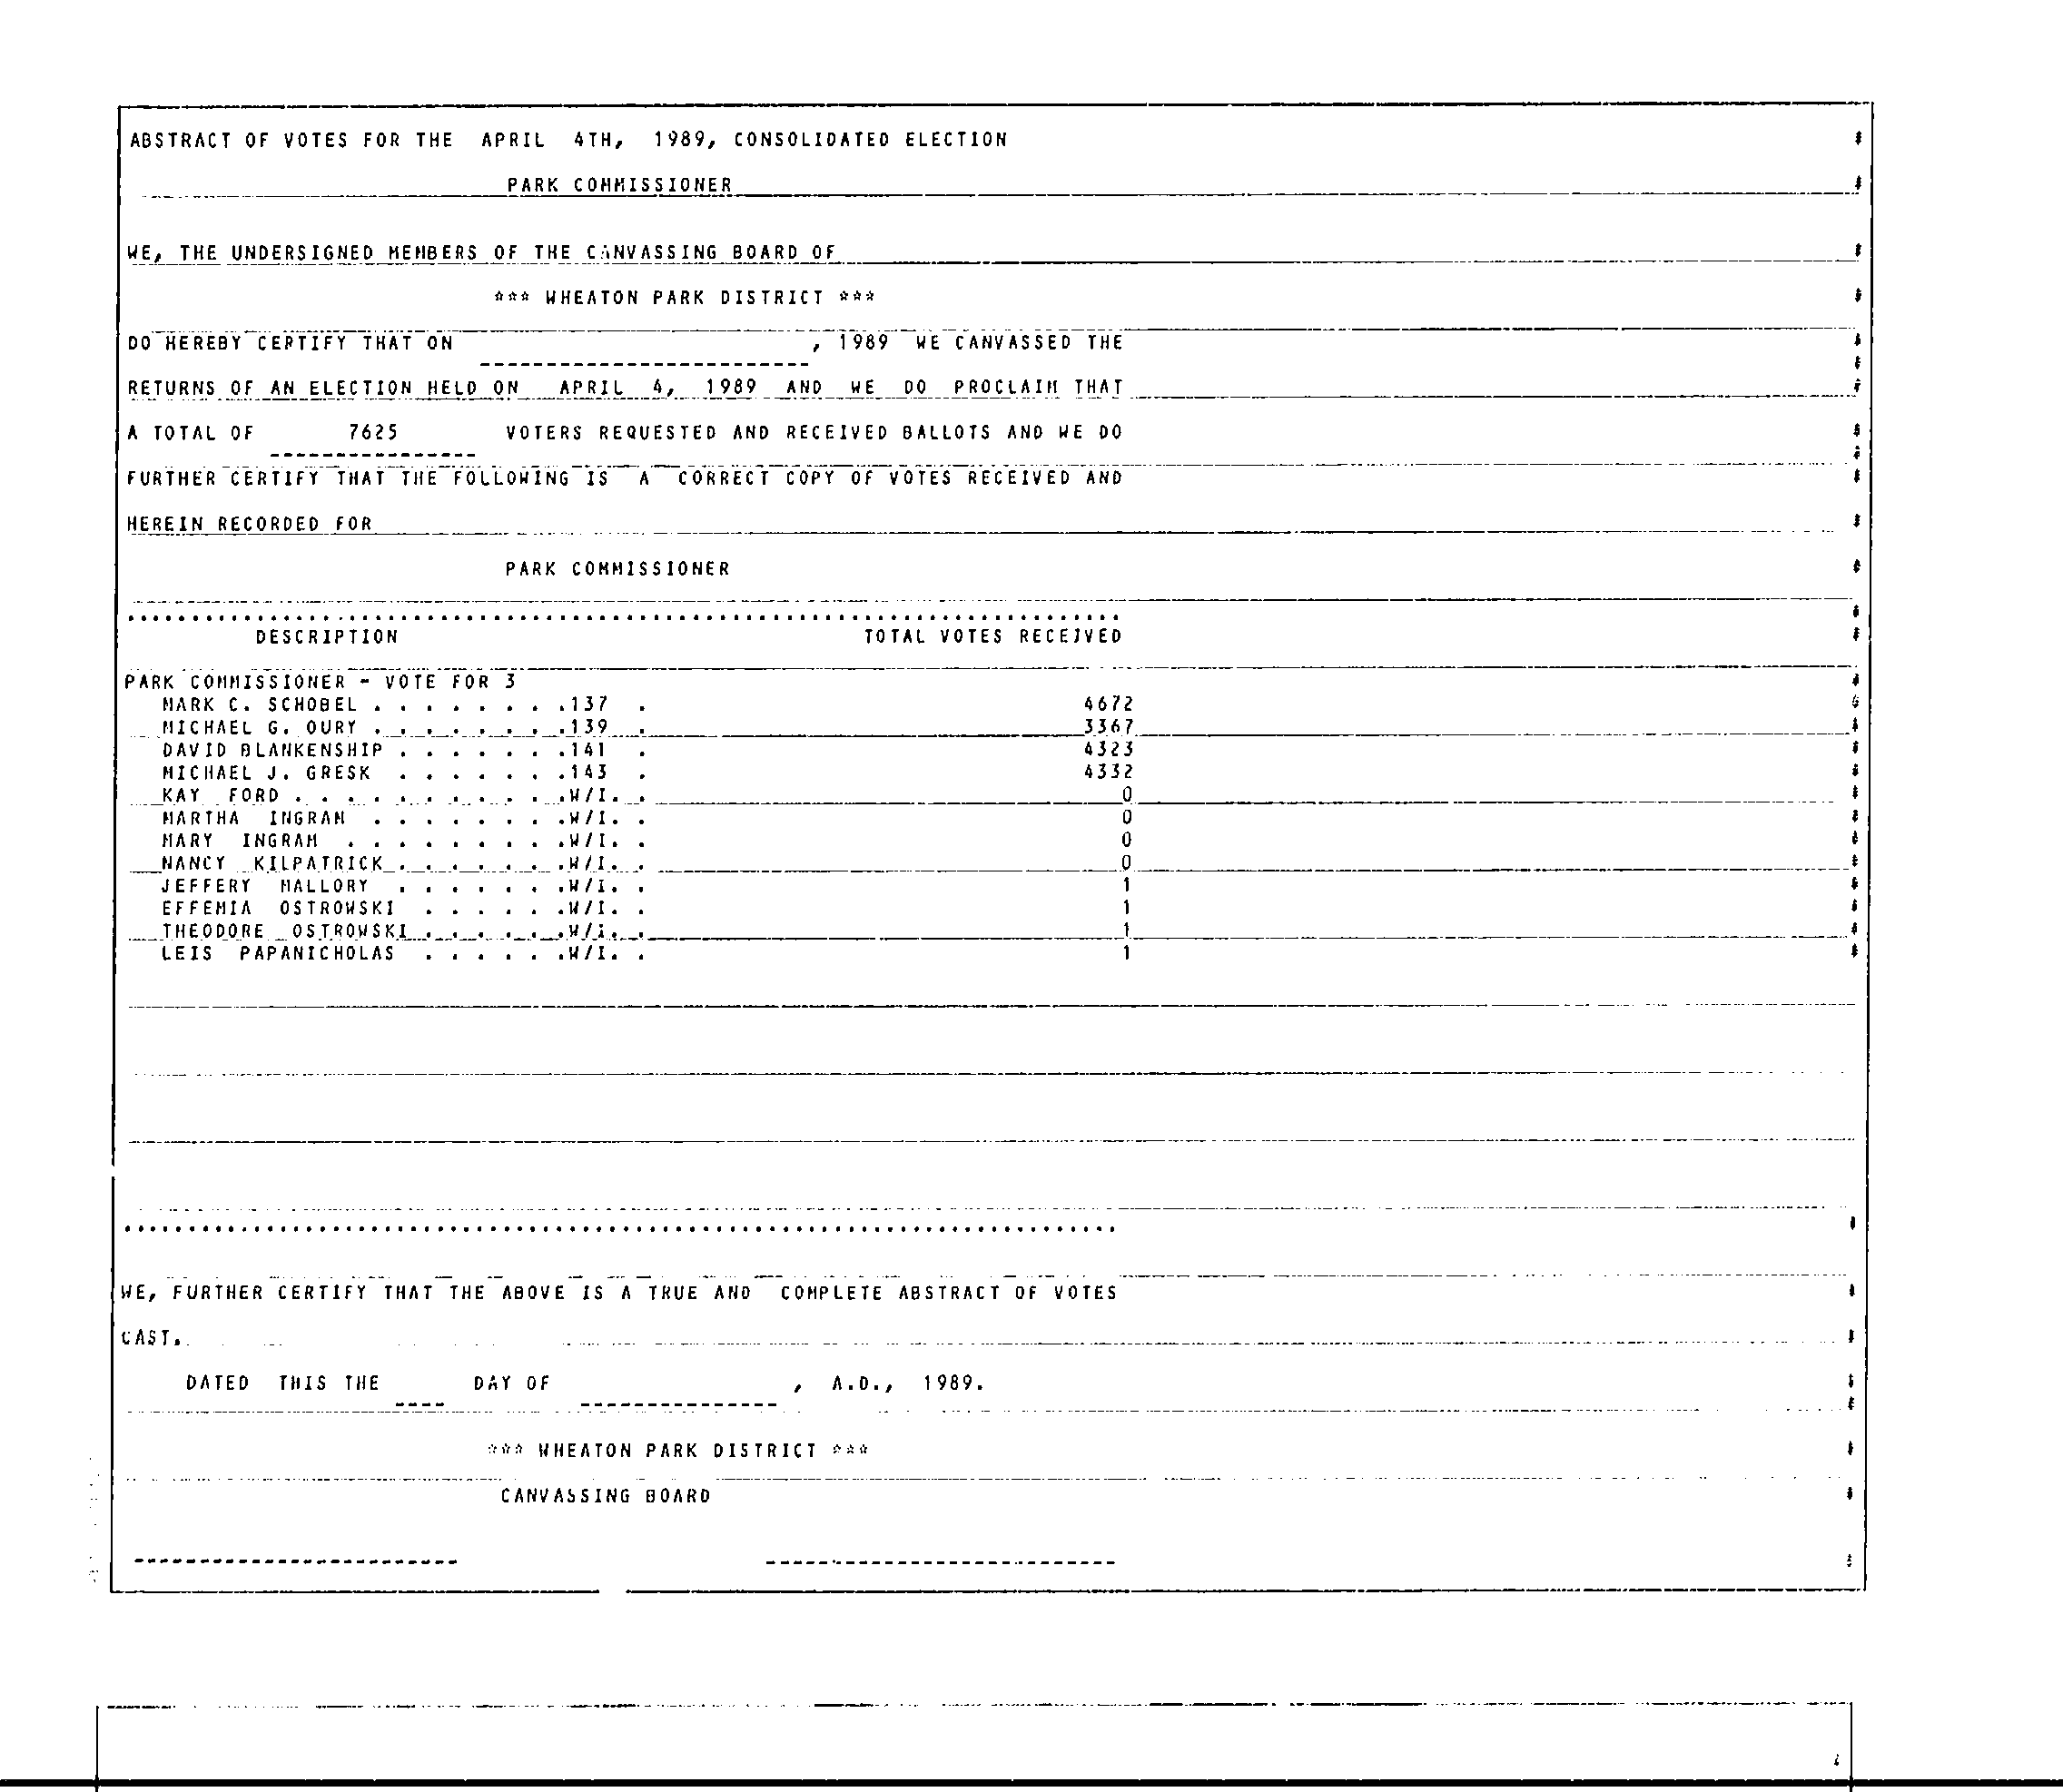 ABSTRACT OF VOTES FOR THE APRIL 4TH, 1989, CONSOLIDATED ELECTION
PARK COMMISSIONER
WE, THE UNDERSIGNED MEMBERS OF THE CANVASSING BOARD OF
*** WHEATON PARK DISTRICT ***
DO HEREBY CERTIFY THAT ON , 1989 WE CANVASSED THE
RETURNS OF AN ELECTION HELD ON APRIL 4, 1989 AND WE DO PROCLAIM THAT
A TOTAL OF 7625 VOTERS REQUESTED AND RECEIVED BALLOTS AND WE DO
FURTHER CERTIFY THAT THE FOLLOWING IS A CORRECT COPY OF VOTES RECEIVED AND
HEREIN RECORDED FOR
PARK COMMISSIONER
DESCRIPTION TOTAL VOTES RECEIVED
PARK COMMISSIONER - VOTE FOR 3
MARK C. SCHOBEL . . . . . . . .137 . 4672
MICHAEL G. OURY . . . . . . . .139 . 3367
DAVID BLANKENSHIP . . . . . . .141 . 4323
MICHAEL J. GRESK . . . . . . .143 . 4332
KAY FORD . . . . . . . . . . .W/I. . 0
MARTHA INGRAM . . . . . . . .W/I. . 0
MARY INGRAM . . . . . . . . .W/I. . 0
NANCY KILPATRICK . . . . . . .W/I. . 0
JEFFERY MALLORY . . . . . . .W/I. . 1
EFFEMIA OSTROWSKI . . . . . .W/I. . 1
THEODORE OSTROWSKI . . . . . .W/I. . 1
LEIS PAPANICHOLAS . . . . . .W/I. . 1
WE, FURTHER CERTIFY THAT THE ABOVE IS A TRUE AND COMPLETE ABSTRACT OF VOTES
CAST.
DATED THIS THE DAY OF , A.D., 1989.
*** WHEATON PARK DISTRICT ***
CANVASSING BOARD